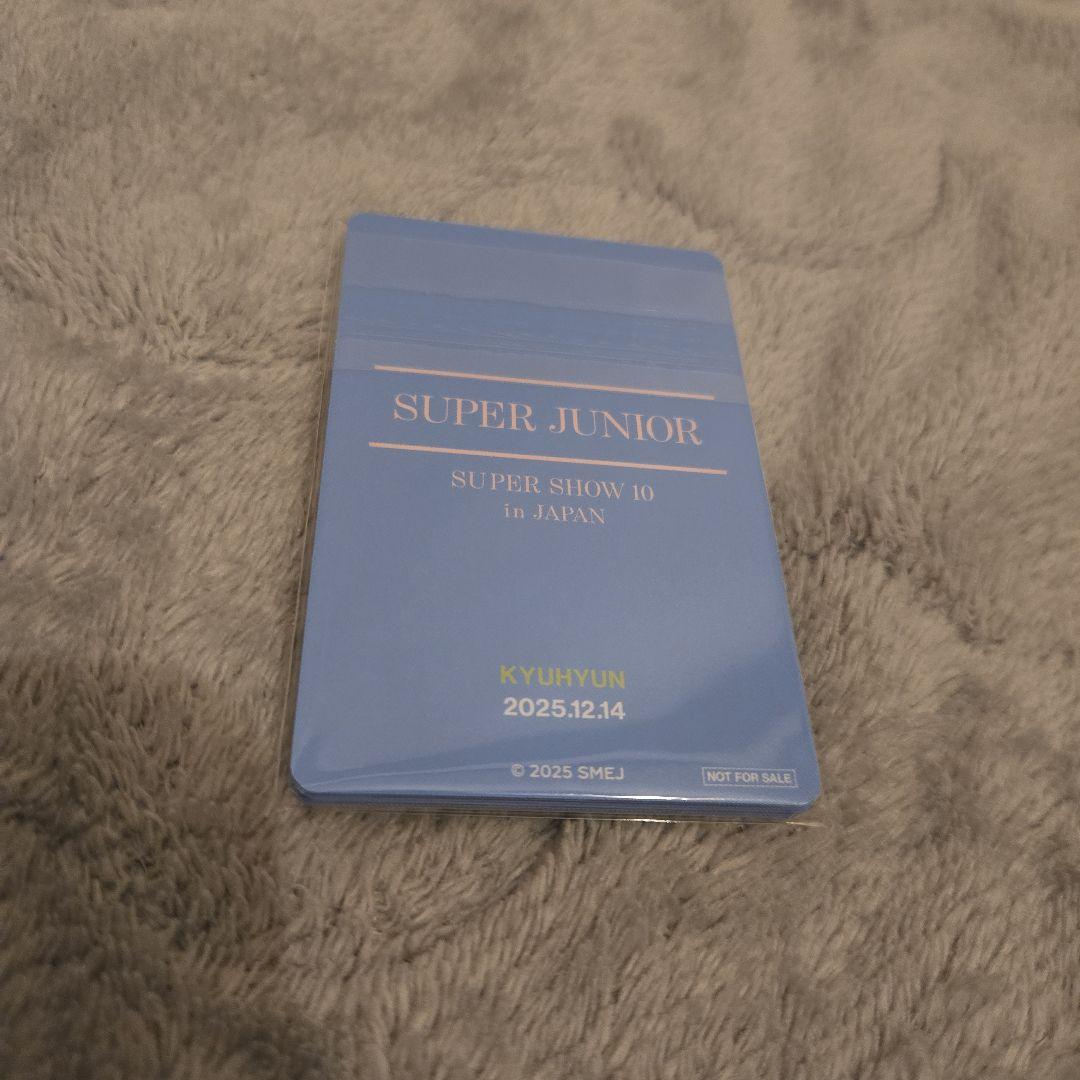 SUPER JUNIOR
SUPER SHOW 10
in JAPAN
KYUHYUN
2025.12.14
© 2025 SMEJ
NOT FOR SALE